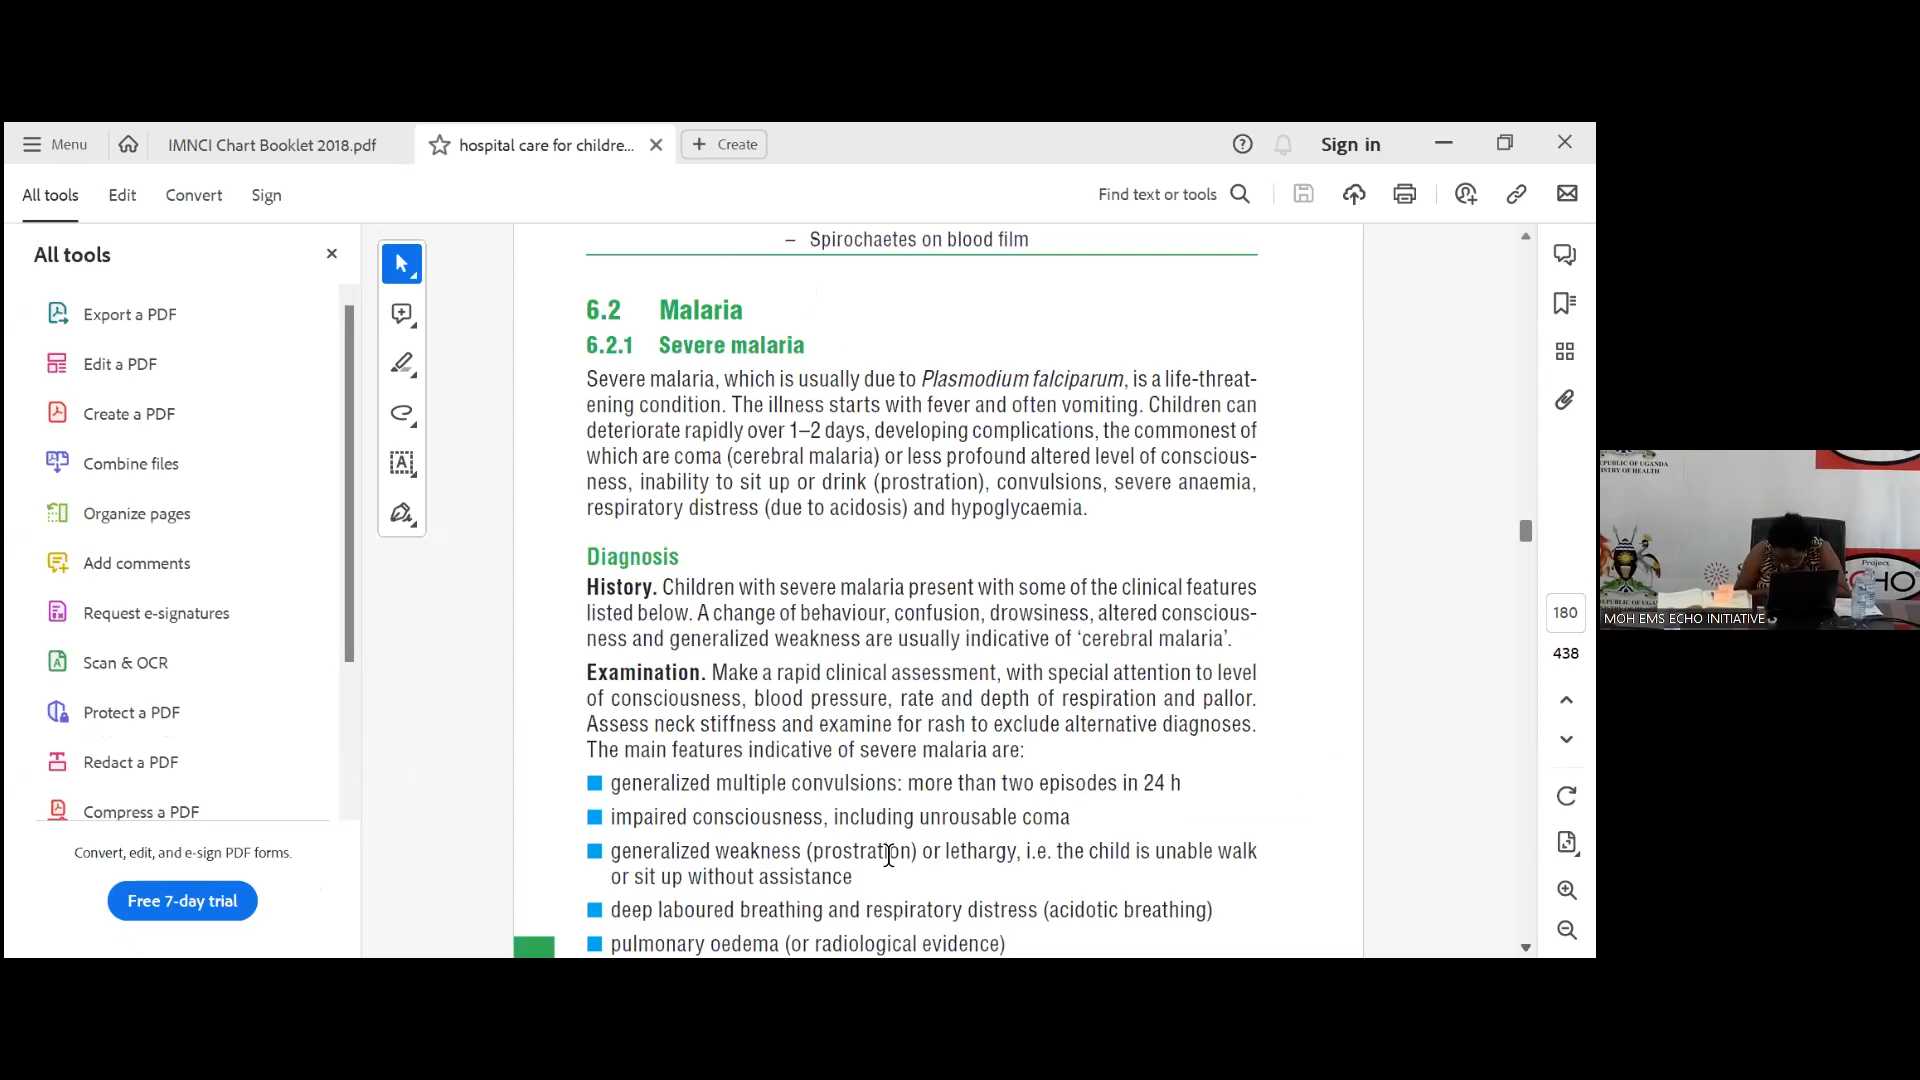 Menu
IMNCI Chart Booklet 2018.pdf
hospital care for childre...
Create
Sign in
All tools
Edit
Convert
Sign
Find text or tools
All tools
Export a PDF
Edit a PDF
Create a PDF
Combine files
Organize pages
Add comments
Request e-signatures
Scan & OCR
Protect a PDF
Redact a PDF
Compress a PDF
Convert, edit, and e-sign PDF forms.
Free 7-day trial
– Spirochaetes on blood film
6.2 Malaria
6.2.1 Severe malaria
Severe malaria, which is usually due to Plasmodium falciparum, is a life-threat-
ening condition. The illness starts with fever and often vomiting. Children can
deteriorate rapidly over 1–2 days, developing complications, the commonest of
which are coma (cerebral malaria) or less profound altered level of conscious-
ness, inability to sit up or drink (prostration), convulsions, severe anaemia,
respiratory distress (due to acidosis) and hypoglycaemia.
Diagnosis
History. Children with severe malaria present with some of the clinical features
listed below. A change of behaviour, confusion, drowsiness, altered conscious-
ness and generalized weakness are usually indicative of ‘cerebral malaria’.
Examination. Make a rapid clinical assessment, with special attention to level
of consciousness, blood pressure, rate and depth of respiration and pallor.
Assess neck stiffness and examine for rash to exclude alternative diagnoses.
The main features indicative of severe malaria are:
generalized multiple convulsions: more than two episodes in 24 h
impaired consciousness, including unrousable coma
generalized weakness (prostration) or lethargy, i.e. the child is unable walk
or sit up without assistance
deep laboured breathing and respiratory distress (acidotic breathing)
pulmonary oedema (or radiological evidence)
180
438
EPUBLIC OF UGANDA
ISTRY OF HEALTH
Project
CHO
MOH EMS ECHO INITIATIVE